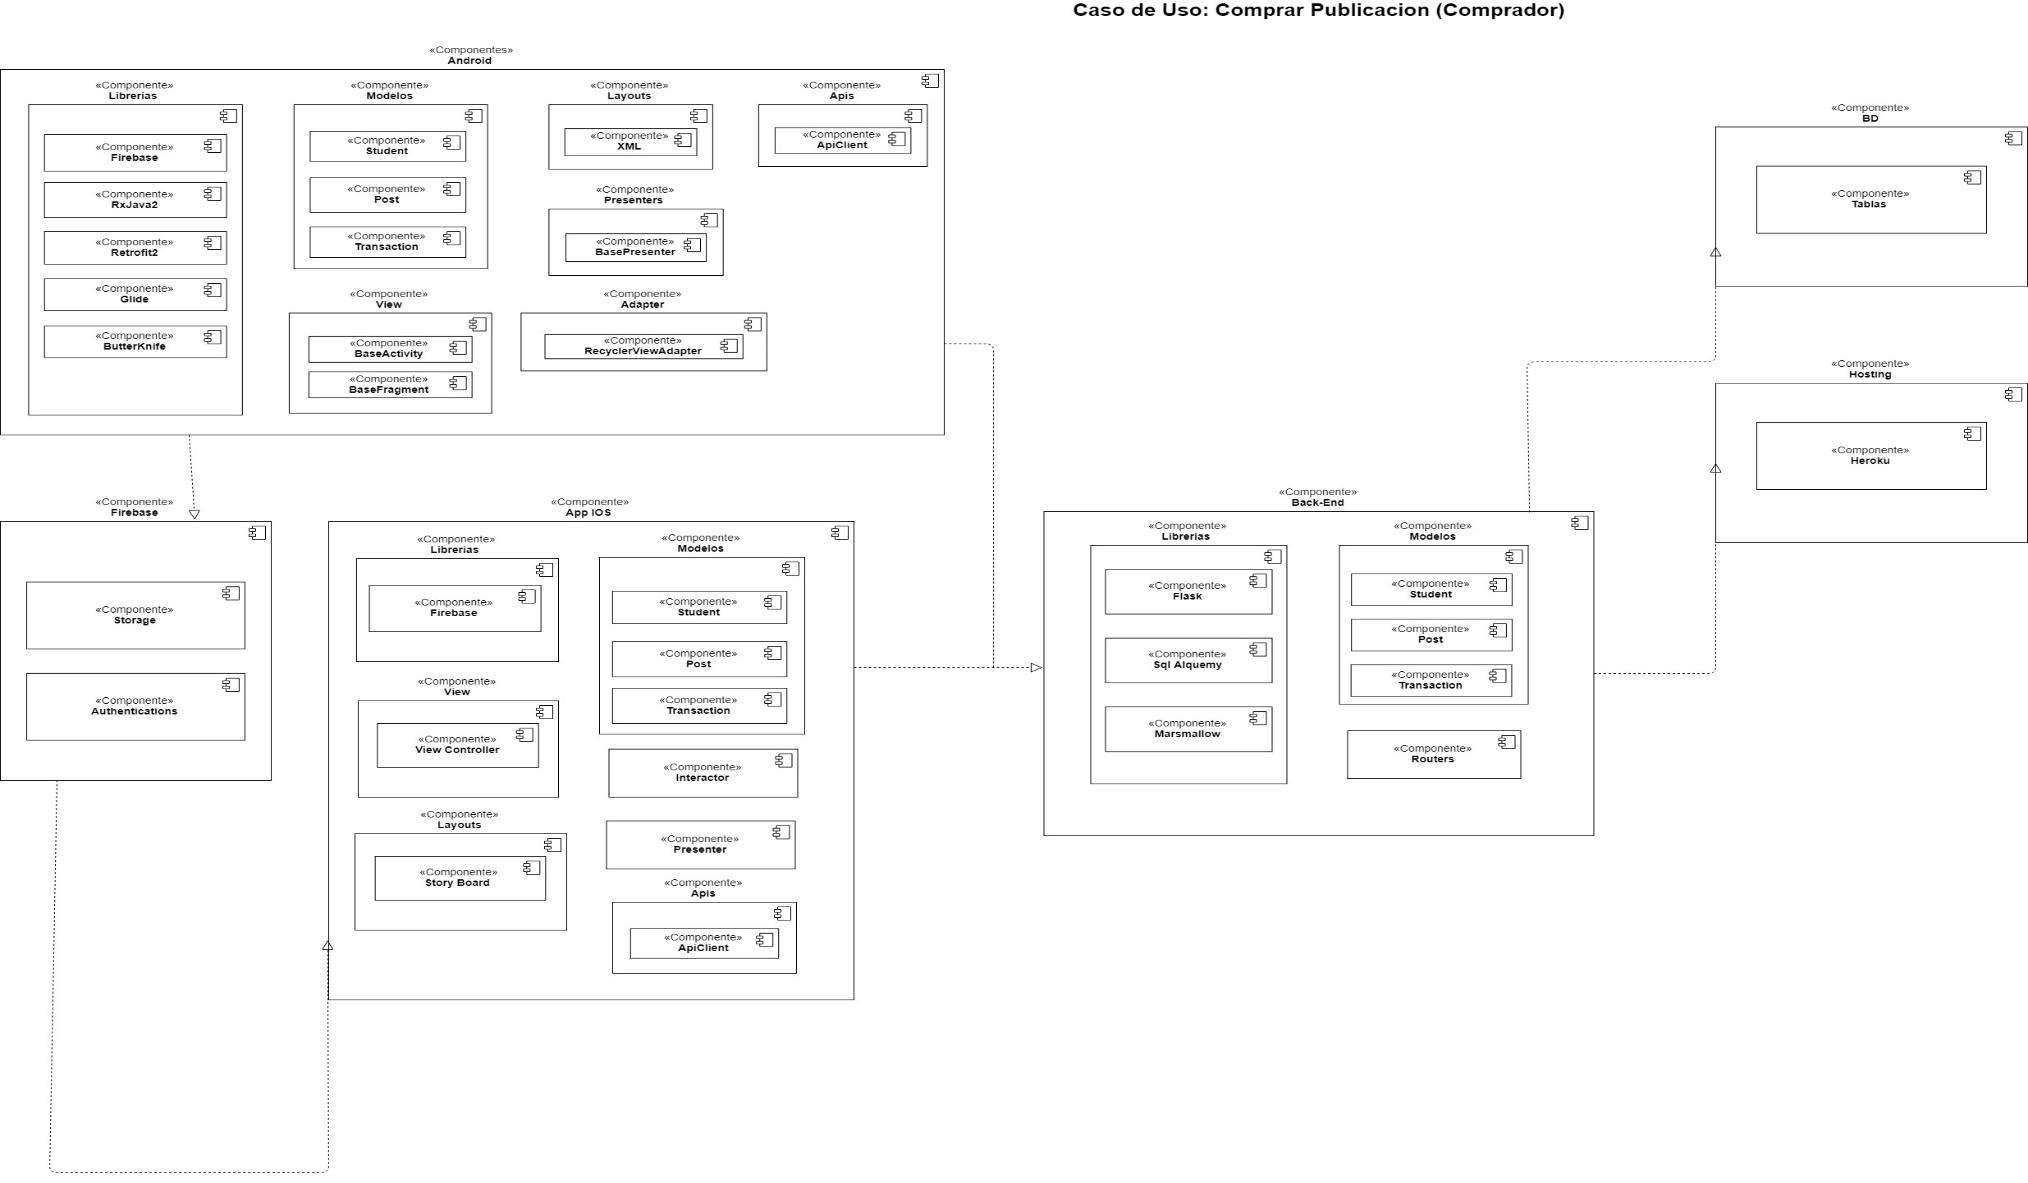 Caso de Uso: Comprar Publicacion (Comprador)
«Componentes»
Android
«Componente»
Librerias
«Componente»
Firebase
«Componente»
RxJava2
«Componente»
Retrofit2
«Componente»
Glide
«Componente»
ButterKnife
«Componente»
Modelos
«Componente»
Student
«Componente»
Post
«Componente»
Transaction
«Componente»
View
«Componente»
BaseActivity
«Componente»
BaseFragment
«Componente»
Layouts
«Componente»
XML
«Componente»
Presenters
«Componente»
BasePresenter
«Componente»
Adapter
«Componente»
RecyclerViewAdapter
«Componente»
Apis
«Componente»
ApiClient
«Componente»
Firebase
«Componente»
Storage
«Componente»
Authentications
«Componente»
App IOS
«Componente»
Librerias
«Componente»
Firebase
«Componente»
View
«Componente»
View Controller
«Componente»
Layouts
«Componente»
Story Board
«Componente»
Modelos
«Componente»
Student
«Componente»
Post
«Componente»
Transaction
«Componente»
Interactor
«Componente»
Presenter
«Componente»
Apis
«Componente»
ApiClient
«Componente»
Back-End
«Componente»
Librerias
«Componente»
Flask
«Componente»
Sql Alquemy
«Componente»
Marsmallow
«Componente»
Modelos
«Componente»
Student
«Componente»
Post
«Componente»
Transaction
«Componente»
Routers
«Componente»
BD
«Componente»
Tablas
«Componente»
Hosting
«Componente»
Heroku